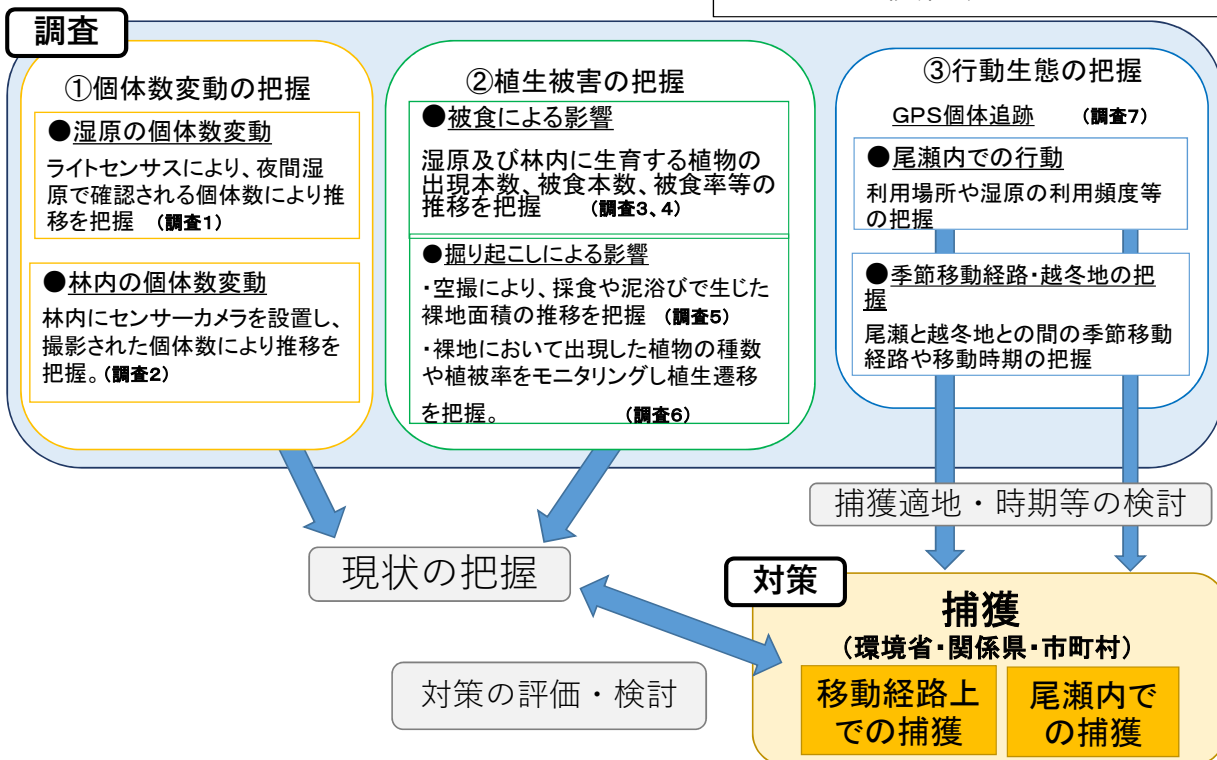 調査
①個体数変動の把握
●湿原の個体数変動
ライトセンサスにより、夜間湿
原で確認される個体数により推
移を把握 (調査1)
●林内の個体数変動
林内にセンサーカメラを設置し、
撮影された個体数により推移を
把握。(調査2)
②植生被害の把握
●被食による影響
湿原及び林内に生育する植物の
出現本数、被食本数、被食率等の
推移を把握 (調査3、4)
●掘り起こしによる影響
・空撮により、採食や泥浴びで生じた
裸地面積の推移を把握 (調査5)
・裸地において出現した植物の種数
や植被率をモニタリングし植生遷移
を把握。 (調査6)
③行動生態の把握
GPS個体追跡 (調査7)
●尾瀬内での行動
利用場所や湿原の利用頻度等
の把握
●季節移動経路・越冬地の把
握
尾瀬と越冬地との間の季節移動
経路や移動時期の把握
捕獲適地・時期等の検討
現状の把握
対策の評価・検討
対策
捕獲
(環境省・関係県・市町村)
移動経路上
での捕獲
尾瀬内で
の捕獲